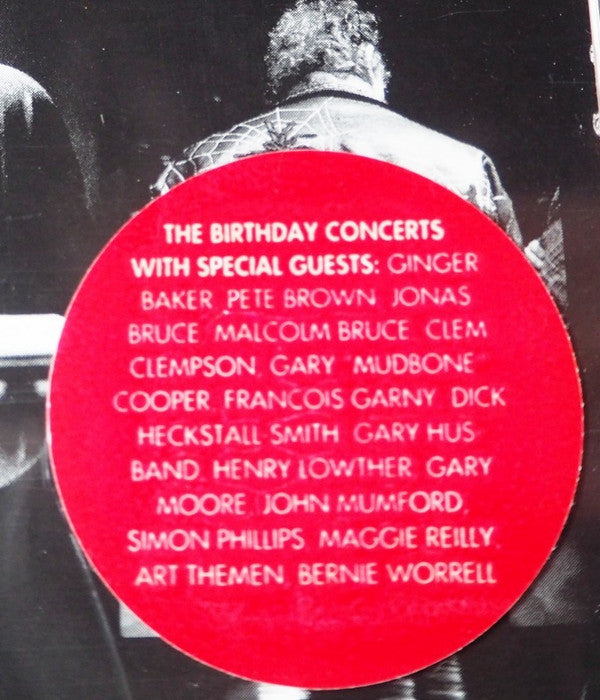 THE BIRTHDAY CONCERTS
WITH SPECIAL GUESTS: GINGER
BAKER, PETE BROWN, JONAS
BRUCE, MALCOLM BRUCE, CLEM
CLEMPSON, GARY "MUDBONE"
COOPER, FRANCOIS GARNY, DICK
HECKSTALL-SMITH, GARY HUS-
BAND, HENRY LOWTHER, GARY
MOORE, JOHN MUMFORD,
SIMON PHILLIPS, MAGGIE REILLY,
ART THEMEN, BERNIE WORRELL